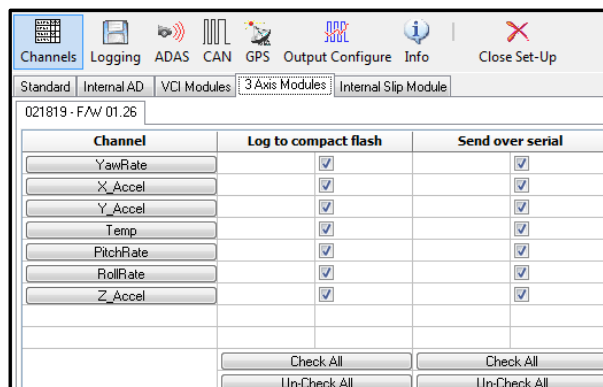 Channels Logging ADAS CAN GPS Output Configure Info Close Set-Up
Standard Internal AD VCI Modules 3 Axis Modules Internal Slip Module
021819 - F/W 01.26
Channel Log to compact flash Send over serial
YawRate
X_Accel
Y_Accel
Temp
PitchRate
RollRate
Z_Accel
Check All Check All
Un-Check All Un-Check All